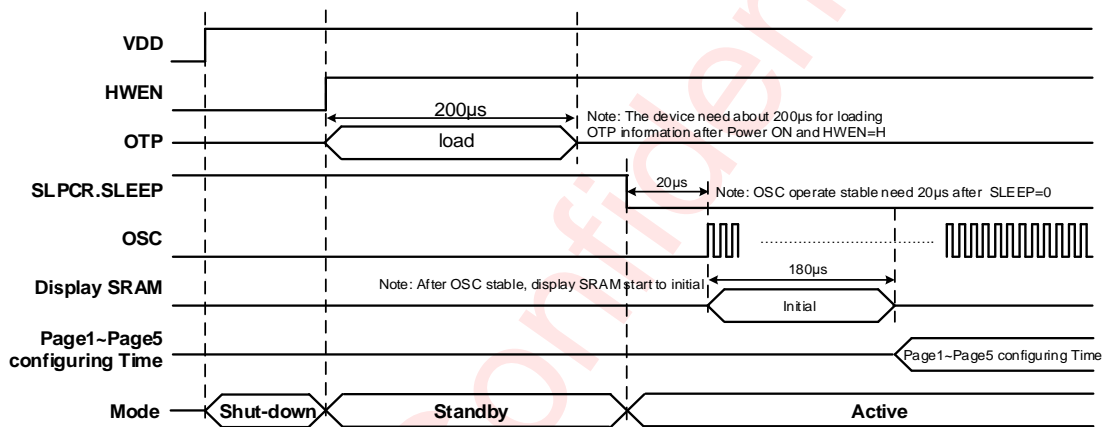 VDD
HWEN
200μs
Note: The device need about 200μs for loading
OTP information after Power ON and HWEN=H
OTP
load
SLPCR.SLEEP
20μs
Note: OSC operate stable need 20μs after SLEEP=0
OSC
180μs
Display SRAM
Note: After OSC stable, display SRAM start to initial
Initial
Page1~Page5
configuring Time
Page1~Page5 configuring Time
Mode
Shut-down
Standby
Active